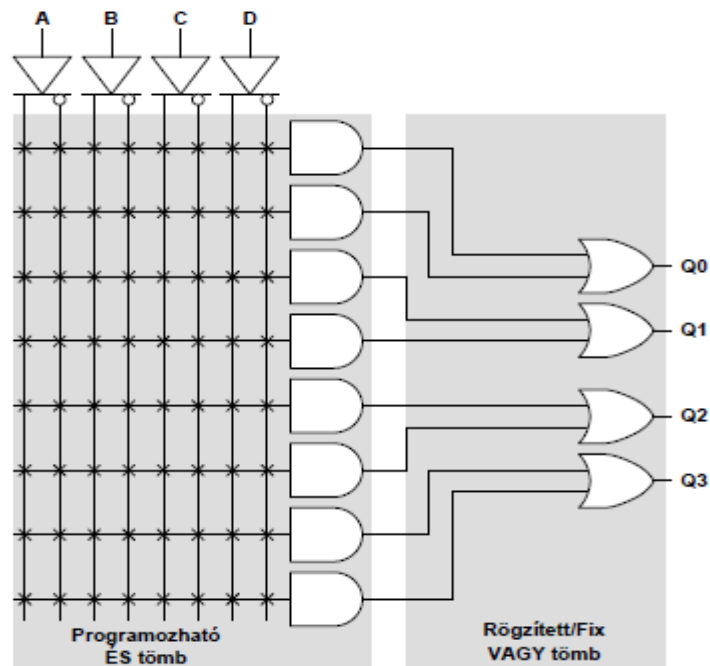 A B C D
Q0
Q1
Q2
Q3
Programozható
ÉS tömb
Rögzített/Fix
VAGY tömb